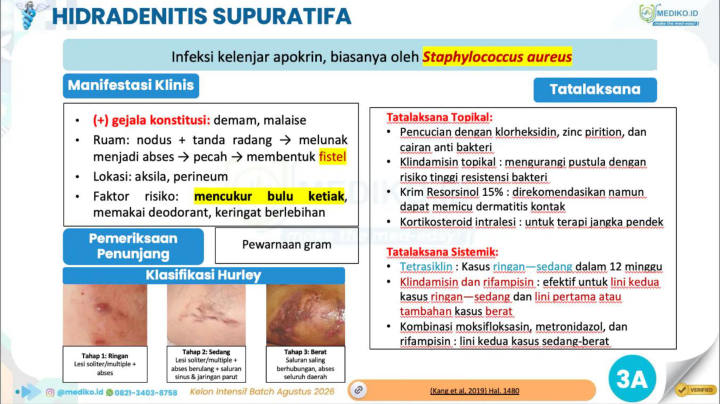 HIDRADENITIS SUPURATIFA
MEDIKO.ID
Infeksi kelenjar apokrin, biasanya oleh Staphylococcus aureus
Manifestasi Klinis
• (+) gejala konstitusi: demam, malaise
• Ruam: nodus + tanda radang → melunak
menjadi abses → pecah → membentuk fistel
• Lokasi: aksila, perineum
• Faktor risiko: mencukur bulu ketiak,
memakai deodorant, keringat berlebihan
Pemeriksaan
Penunjang
Pewarnaan gram
Klasifikasi Hurley
Tahap 1: Ringan
Lesi soliter/multiple +
abses
Tahap 2: Sedang
Lesi soliter/multiple +
abses berulang + saluran
sinus & jaringan parut
Tahap 3: Berat
Saluran saling
berhubungan, abses
seluruh daerah
Tatalaksana
Tatalaksana Topikal:
• Pencucian dengan klorheksidin, zinc pirition, dan
cairan anti bakteri
• Klindamisin topikal : mengurangi pustula dengan
risiko tinggi resistensi bakteri
• Krim Resorsinol 15% : direkomendasikan namun
dapat memicu dermatitis kontak
• Kortikosteroid intralesi : untuk terapi jangka pendek
Tatalaksana Sistemik:
• Tetrasiklin : Kasus ringan—sedang dalam 12 minggu
• Klindamisin dan rifampisin : efektif untuk lini kedua
kasus ringan—sedang dan lini pertama atau
tambahan kasus berat
• Kombinasi moksifloksasin, metronidazol, dan
rifampisin : lini kedua kasus sedang-berat
3A
@mediko.id 0821-3403-8758 Kelon Intensif Batch Agustus 2026
(Kang et al, 2019) Hal. 1480
VERIFIED